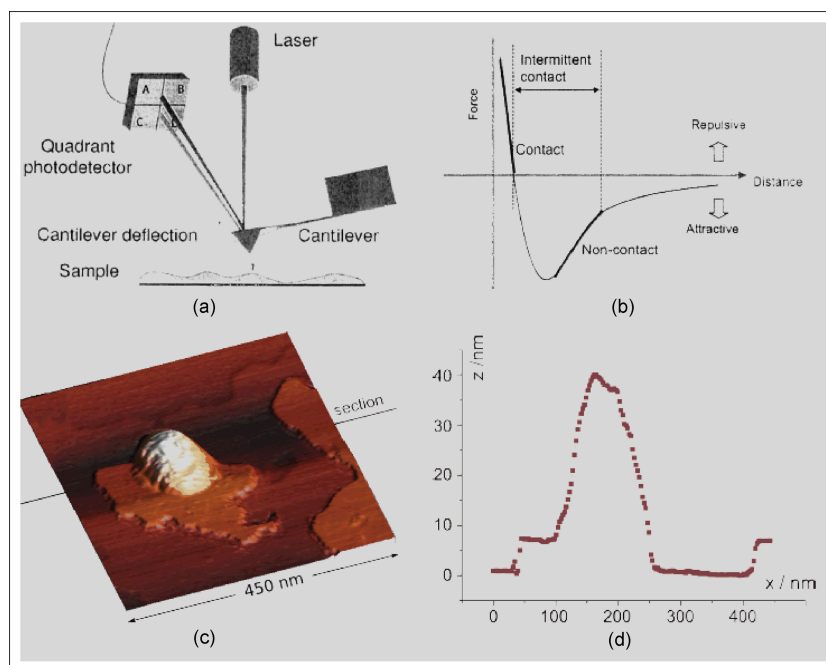 Laser
A B
C D
Quadrant
photodetector
Cantilever deflection
Cantilever
Sample
(a)
Intermittent
contact
Force
Contact
Repulsive
Distance
Attractive
Non-contact
(b)
section
450 nm
(c)
z /nm
40
30
20
10
0
0 100 200 300 400
x / nm
(d)